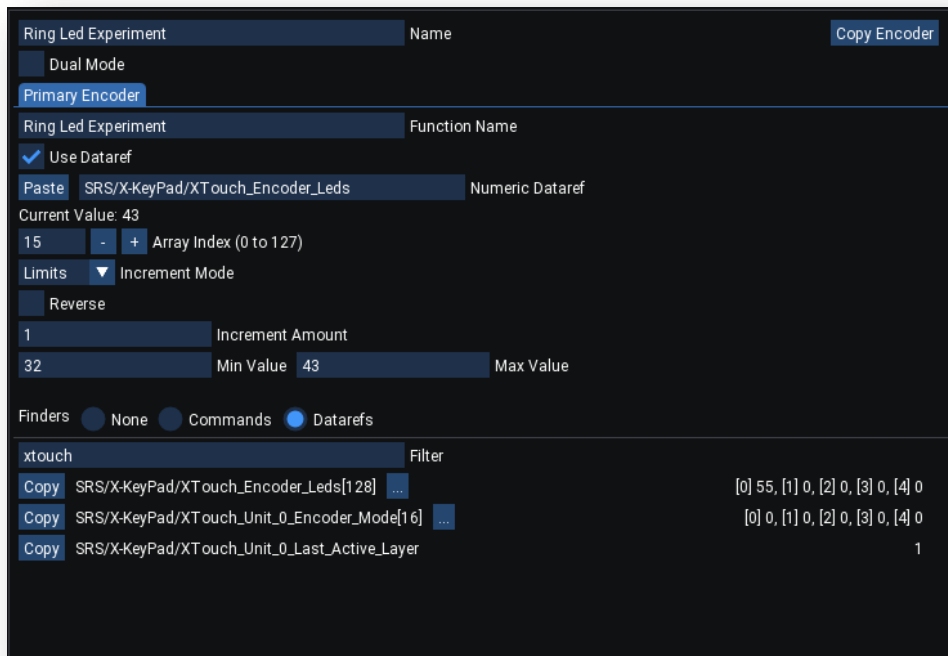 Ring Led Experiment Name Copy Encoder
Dual Mode
Primary Encoder
Ring Led Experiment Function Name
Use Dataref
Paste SRS/X-KeyPad/XTouch_Encoder_Leds Numeric Dataref
Current Value: 43
15 - + Array Index (0 to 127)
Limits Increment Mode
Reverse
1 Increment Amount
32 Min Value 43 Max Value
Finders None Commands Datarefs
xtouch Filter
Copy SRS/X-KeyPad/XTouch_Encoder_Leds[128] ... [0] 55, [1] 0, [2] 0, [3] 0, [4] 0
Copy SRS/X-KeyPad/XTouch_Unit_0_Encoder_Mode[16] ... [0] 0, [1] 0, [2] 0, [3] 0, [4] 0
Copy SRS/X-KeyPad/XTouch_Unit_0_Last_Active_Layer 1